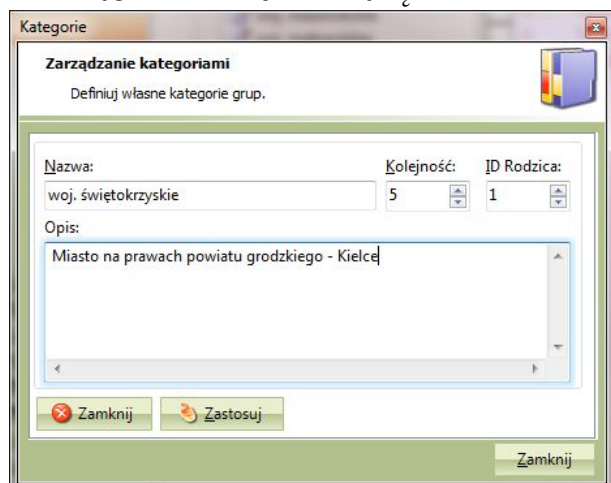 Kategorie
Zarządzanie kategoriami
Definiuj własne kategorie grup.
Nazwa: Kolejność: ID Rodzica:
woj. świętokrzyskie 5 1
Opis:
Miasto na prawach powiatu grodzkiego - Kielce
Zamknij Zastosuj
Zamknij